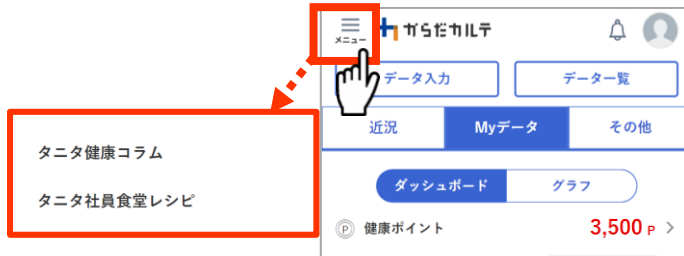 メニュー
からだカルテ
データ入力
データ一覧
近況
Myデータ
その他
タニタ健康コラム
タニタ社員食堂レシピ
ダッシュボード
グラフ
P 健康ポイント
3,500 P